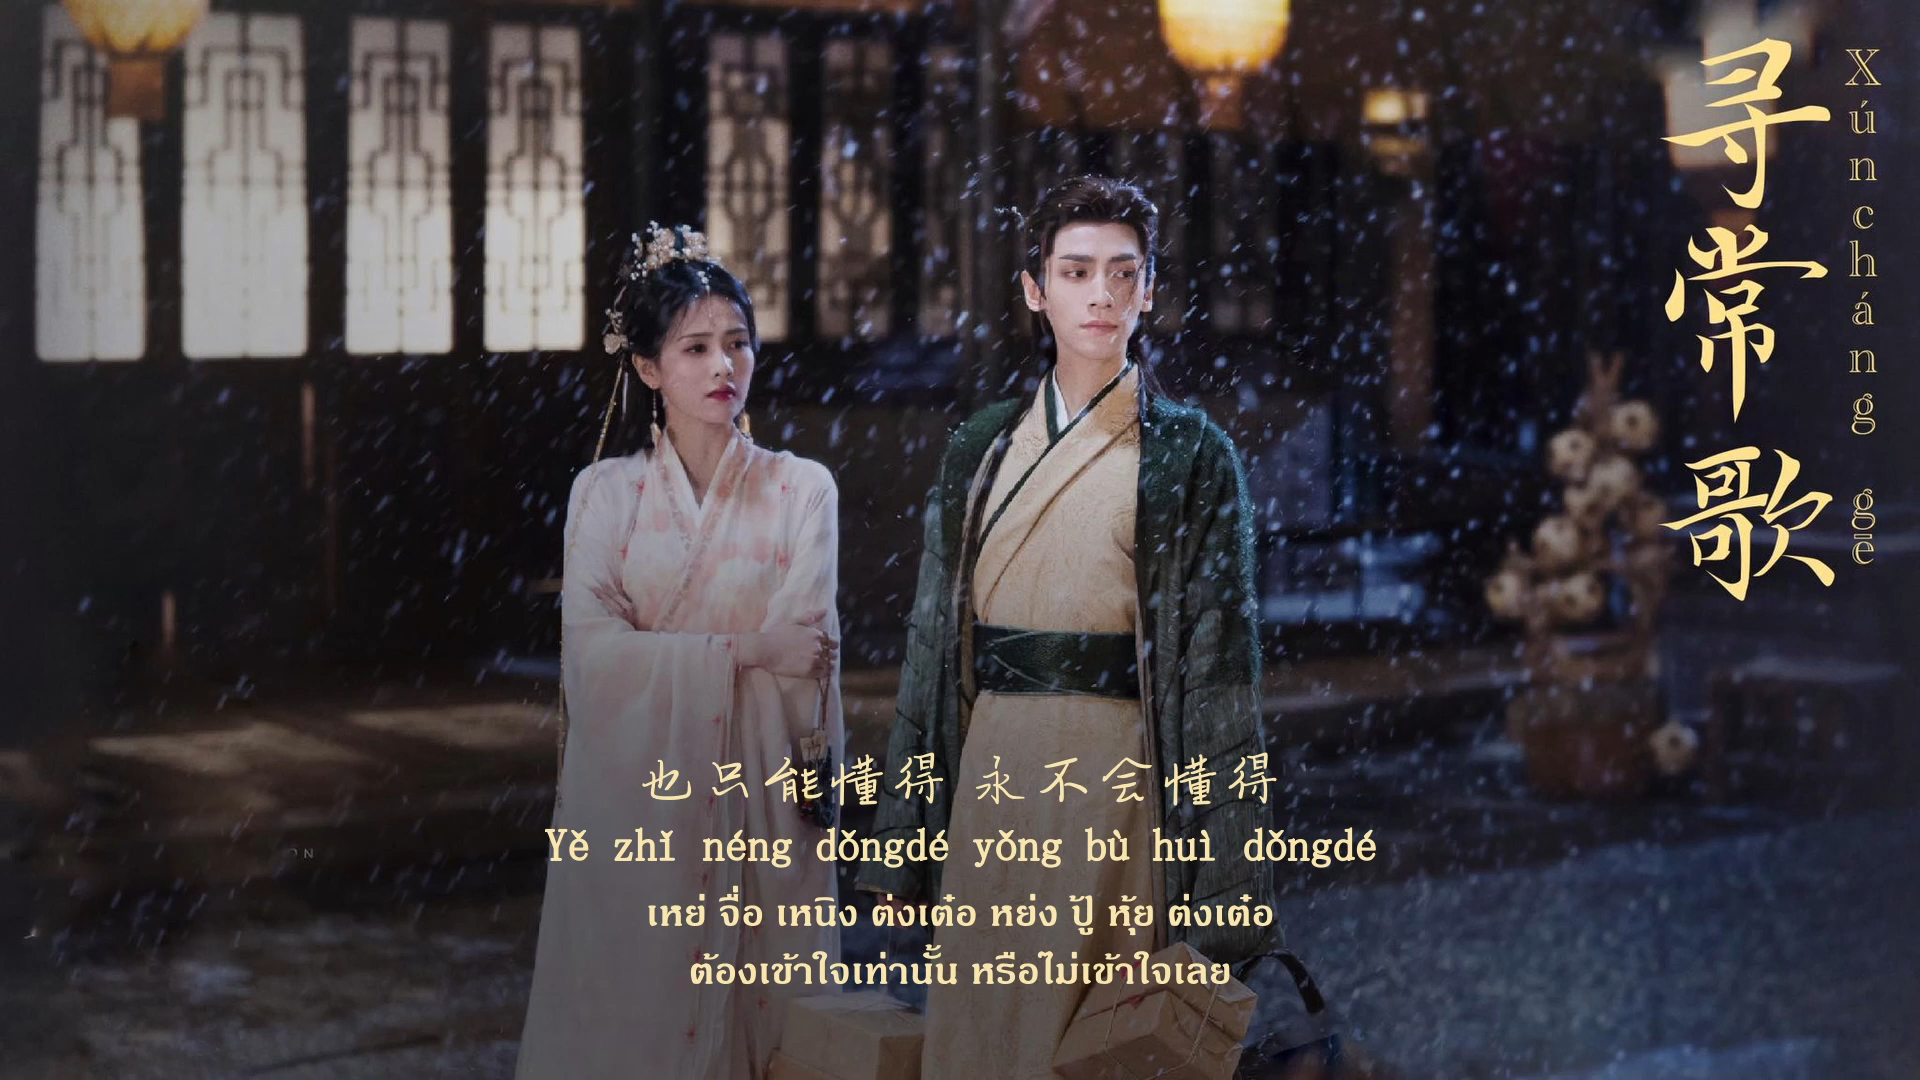 寻常歌
Xúncháng gē
也只能懂得 永不会懂得
Yě zhǐ néng dǒngdé yǒng bù huì dǒngdé
เหย่ จื่อ เหนิง ต่งเต๋อ หย่ง ปู้ หุ้ย ต่งเต๋อ
ต้องเข้าใจเท่านั้น หรือไม่เข้าใจเลย